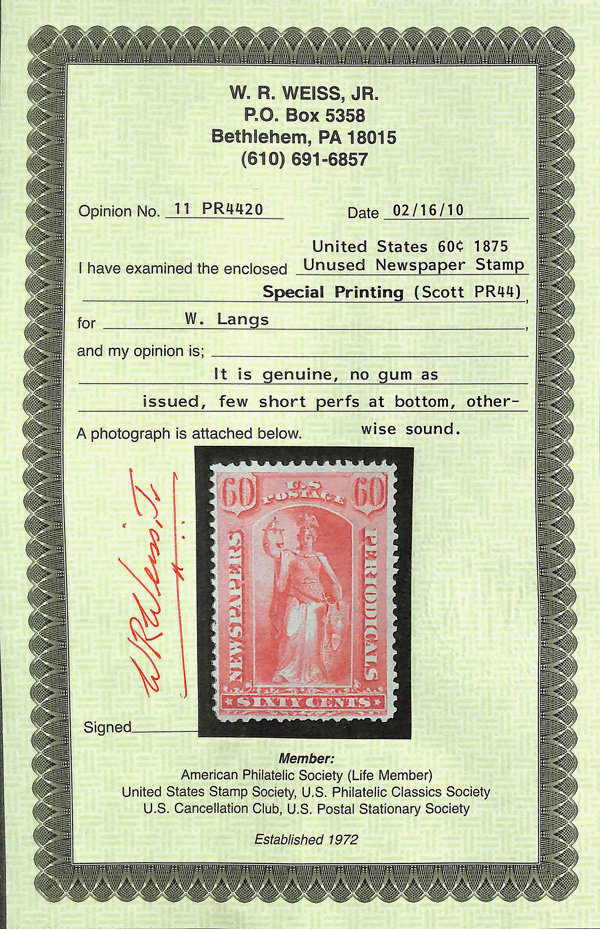 W. R. WEISS, JR.
P.O. Box 5358
Bethlehem, PA 18015
(610) 691-6857
Opinion No. 11 PR4420 Date 02/16/10
United States 60¢ 1875
I have examined the enclosed Unused Newspaper Stamp
Special Printing (Scott PR44),
for W. Langs,
and my opinion is;
It is genuine, no gum as
issued, few short perfs at bottom, other-
A photograph is attached below. wise sound.
60 U.S. 60
POSTAGE
NEWSPAPERS
PERIODICALS
SIXTY CENTS
WRWeiss, Jr
Signed
Member:
American Philatelic Society (Life Member)
United States Stamp Society, U.S. Philatelic Classics Society
U.S. Cancellation Club, U.S. Postal Stationary Society
Established 1972